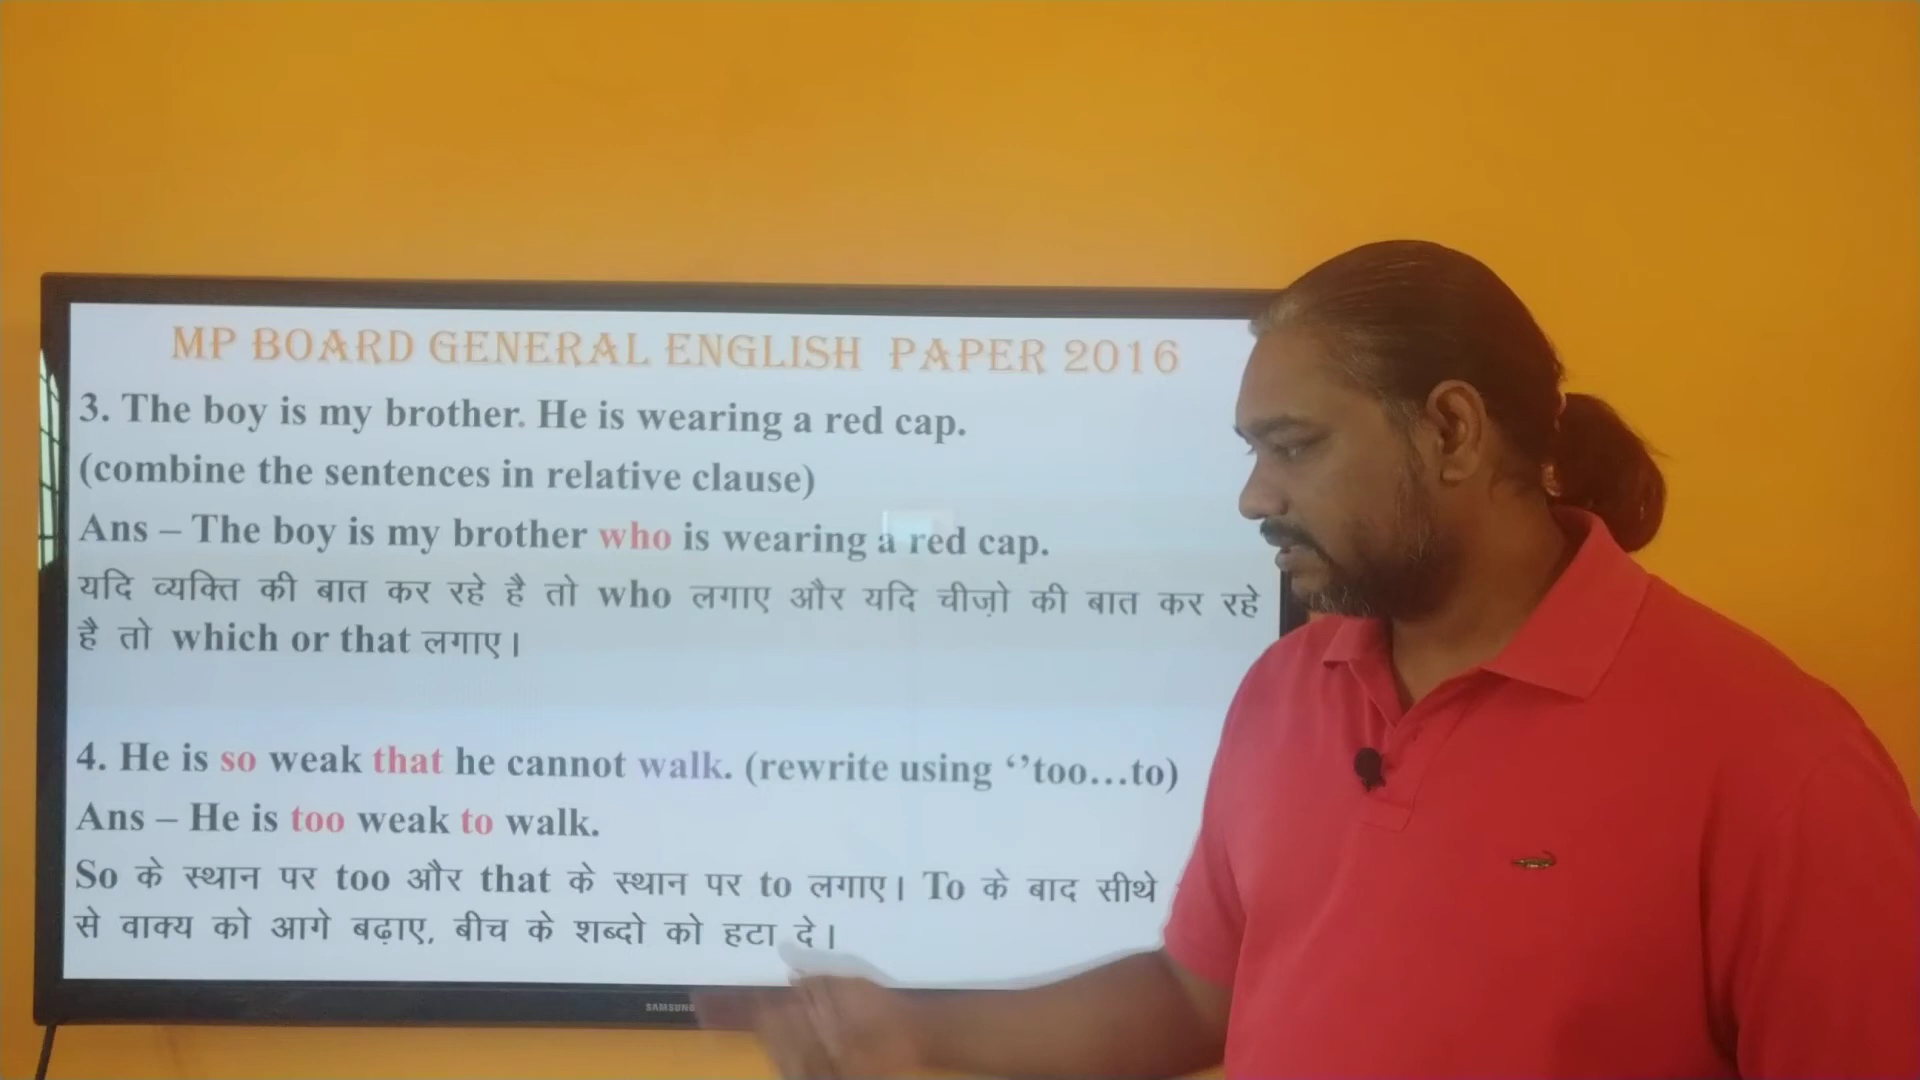 MP BOARD GENERAL ENGLISH PAPER 2016
3. The boy is my brother. He is wearing a red cap.
(combine the sentences in relative clause)
Ans – The boy is my brother who is wearing a red cap.
यदि व्यक्ति की बात कर रहे है तो who लगाए और यदि चीज़ो की बात कर रहे
है तो which or that लगाए।
4. He is so weak that he cannot walk. (rewrite using ‘’too...to)
Ans – He is too weak to walk.
So के स्थान पर too और that के स्थान पर to लगाए। To के बाद सीथे
से वाक्य को आगे बढ़ाए, बीच के शब्दो को हटा दे।
SAMSUNG